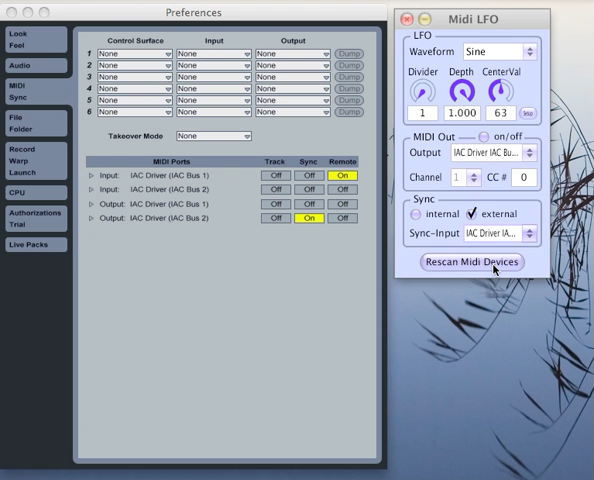 Preferences
Look
Feel
Audio
MIDI
Sync
File
Folder
Record
Warp
Launch
CPU
Authorizations
Trial
Live Packs
Control Surface Input Output
1 None None None Dump
2 None None None Dump
3 None None None Dump
4 None None None Dump
5 None None None Dump
6 None None None Dump
Takeover Mode None
MIDI Ports Track Sync Remote
Input: IAC Driver (IAC Bus 1) Off Off On
Input: IAC Driver (IAC Bus 2) Off Off Off
Output: IAC Driver (IAC Bus 1) Off Off Off
Output: IAC Driver (IAC Bus 2) Off On Off
Midi LFO
LFO
Waveform Sine
Divider Depth CenterVal
1 1.000 63
MIDI Out on/off
Output IAC Driver IAC Bu...
Channel 1 CC # 0
Sync
internal external
Sync-Input IAC Driver IA...
Rescan Midi Devices